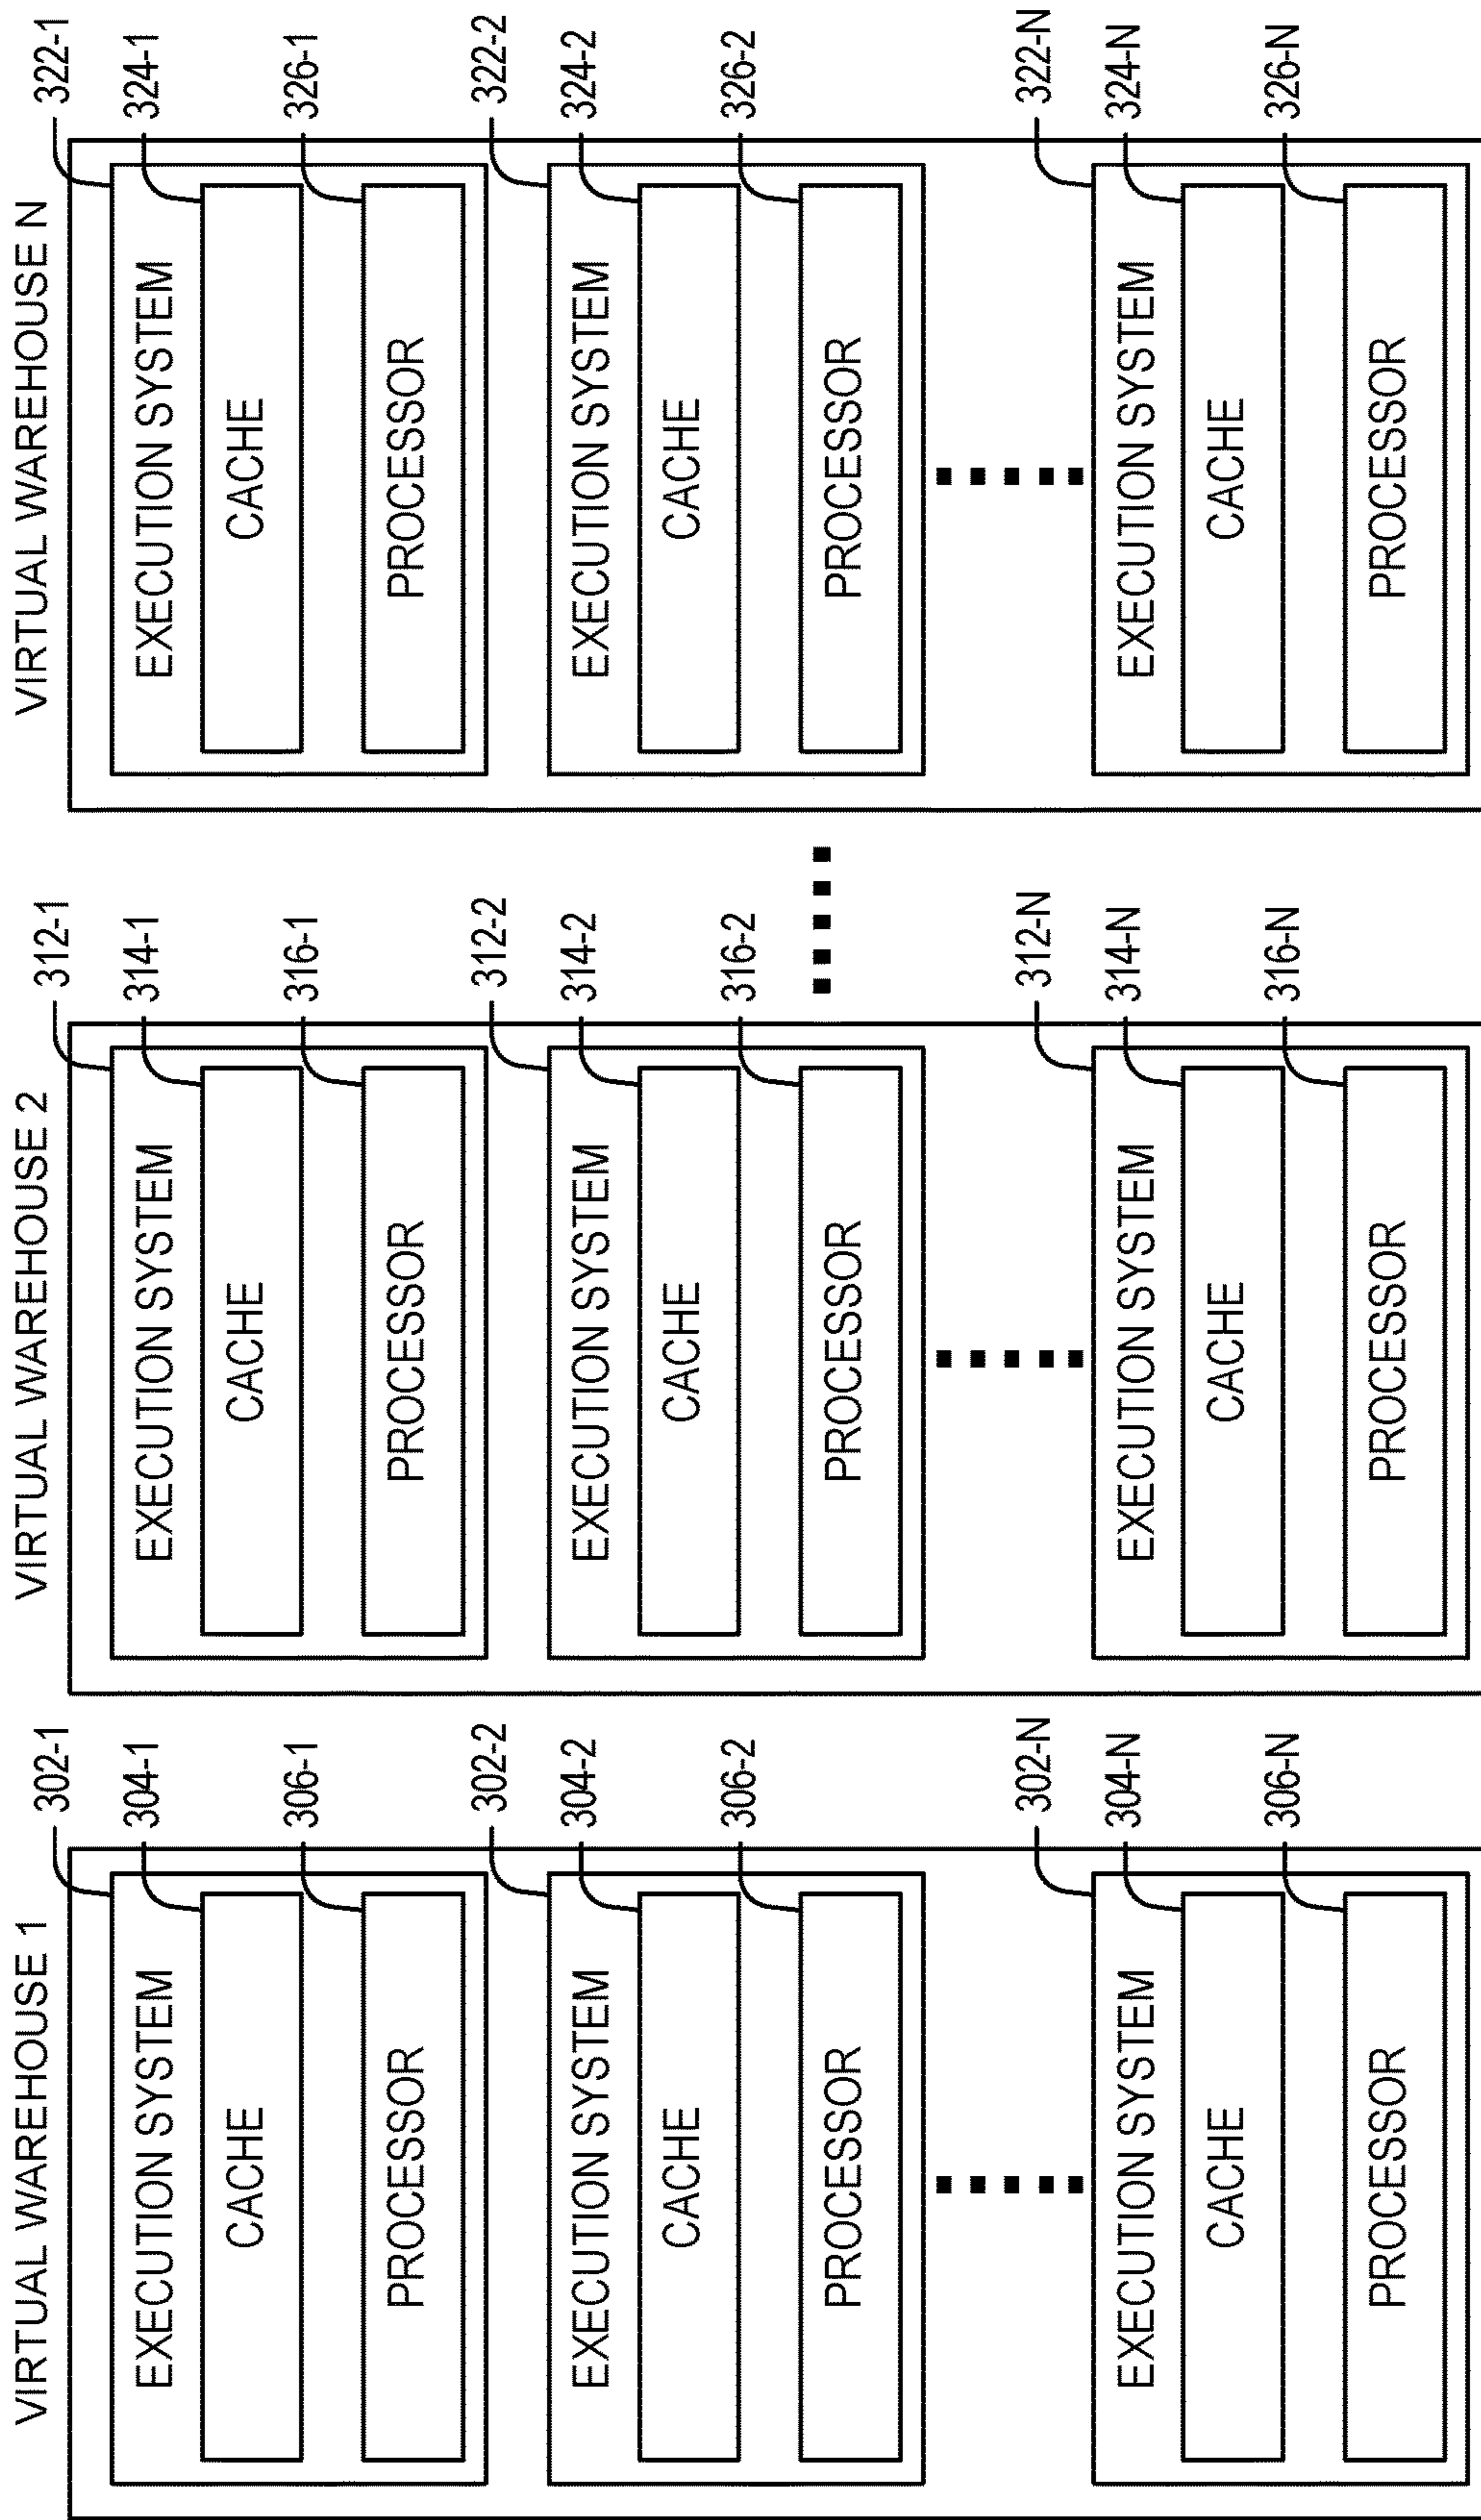 VIRTUAL WAREHOUSE 1
302-1
EXECUTION SYSTEM
304-1
CACHE
306-1
PROCESSOR
302-2
EXECUTION SYSTEM
304-2
CACHE
306-2
PROCESSOR
302-N
EXECUTION SYSTEM
304-N
CACHE
306-N
PROCESSOR
VIRTUAL WAREHOUSE 2
312-1
EXECUTION SYSTEM
314-1
CACHE
316-1
PROCESSOR
312-2
EXECUTION SYSTEM
314-2
CACHE
316-2
PROCESSOR
312-N
EXECUTION SYSTEM
314-N
CACHE
316-N
PROCESSOR
VIRTUAL WAREHOUSE N
322-1
EXECUTION SYSTEM
324-1
CACHE
326-1
PROCESSOR
322-2
EXECUTION SYSTEM
324-2
CACHE
326-2
PROCESSOR
322-N
EXECUTION SYSTEM
324-N
CACHE
326-N
PROCESSOR